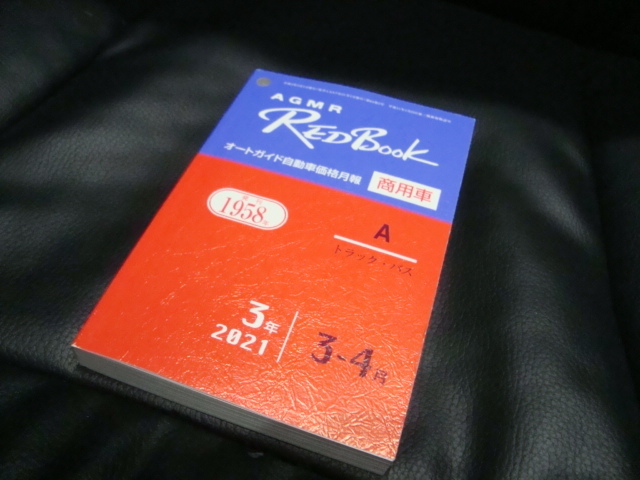 AGMR
REDBOOK
オートガイド自動車価格月報
商用車
1958
A
トラック・バス
3年
2021
3-4月